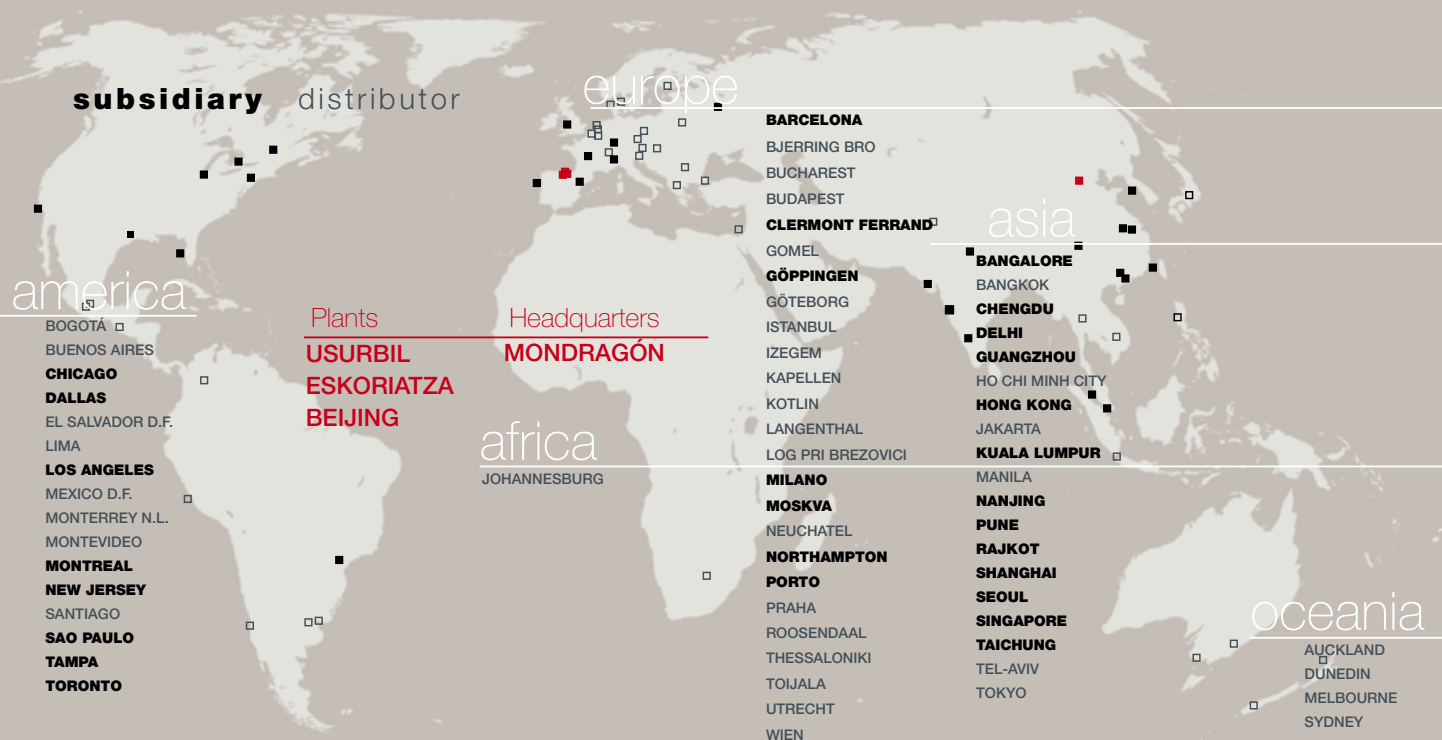 subsidiary distributor
america
BOGOTÁ
BUENOS AIRES
CHICAGO
DALLAS
EL SALVADOR D.F.
LIMA
LOS ANGELES
MEXICO D.F.
MONTERREY N.L.
MONTEVIDEO
MONTREAL
NEW JERSEY
SANTIAGO
SAO PAULO
TAMPA
TORONTO
Plants
USURBIL
ESKORIATZA
BEIJING
Headquarters
MONDRAGÓN
africa
JOHANNESBURG
europe
BARCELONA
BJERRING BRO
BUCHAREST
BUDAPEST
CLERMONT FERRAND
GOMEL
GÖPPINGEN
GÖTEBORG
ISTANBUL
IZEGEM
KAPELLEN
KOTLIN
LANGENTHAL
LOG PRI BREZOVICI
MILANO
MOSKVA
NEUCHATEL
NORTHAMPTON
PORTO
PRAHA
ROOSENDAAL
THESSALONIKI
TOIJALA
UTRECHT
WIEN
asia
BANGALORE
BANGKOK
CHENGDU
DELHI
GUANGZHOU
HO CHI MINH CITY
HONG KONG
JAKARTA
KUALA LUMPUR
MANILA
NANJING
PUNE
RAJKOT
SHANGHAI
SEOUL
SINGAPORE
TAICHUNG
TEL-AVIV
TOKYO
oceania
AUCKLAND
DUNEDIN
MELBOURNE
SYDNEY